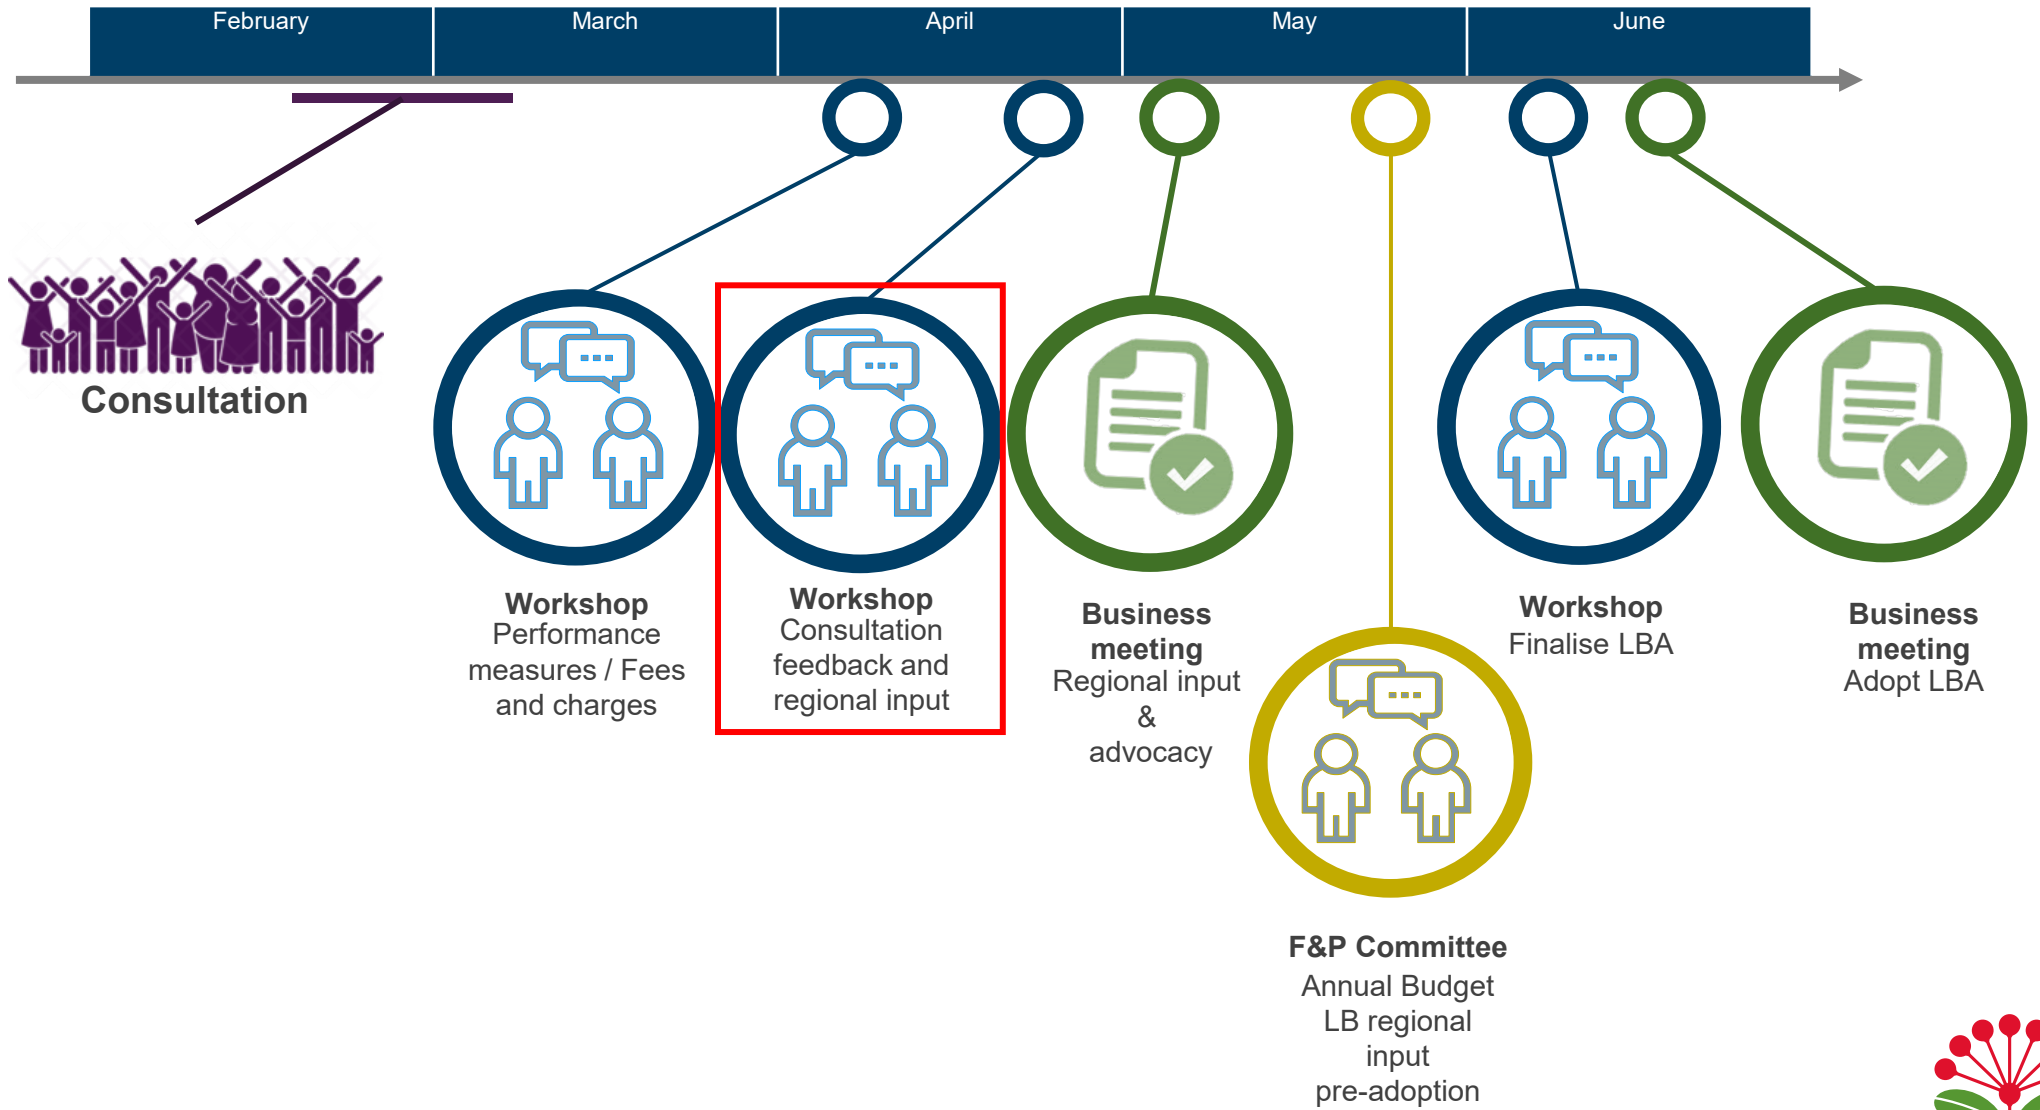 February
March
April
May
June
Consultation
Workshop
Performance
measures / Fees
and charges
Workshop
Consultation
feedback and
regional input
Business
meeting
Regional input
&
advocacy
F&P Committee
Annual Budget
LB regional
input
pre-adoption
Workshop
Finalise LBA
Business
meeting
Adopt LBA